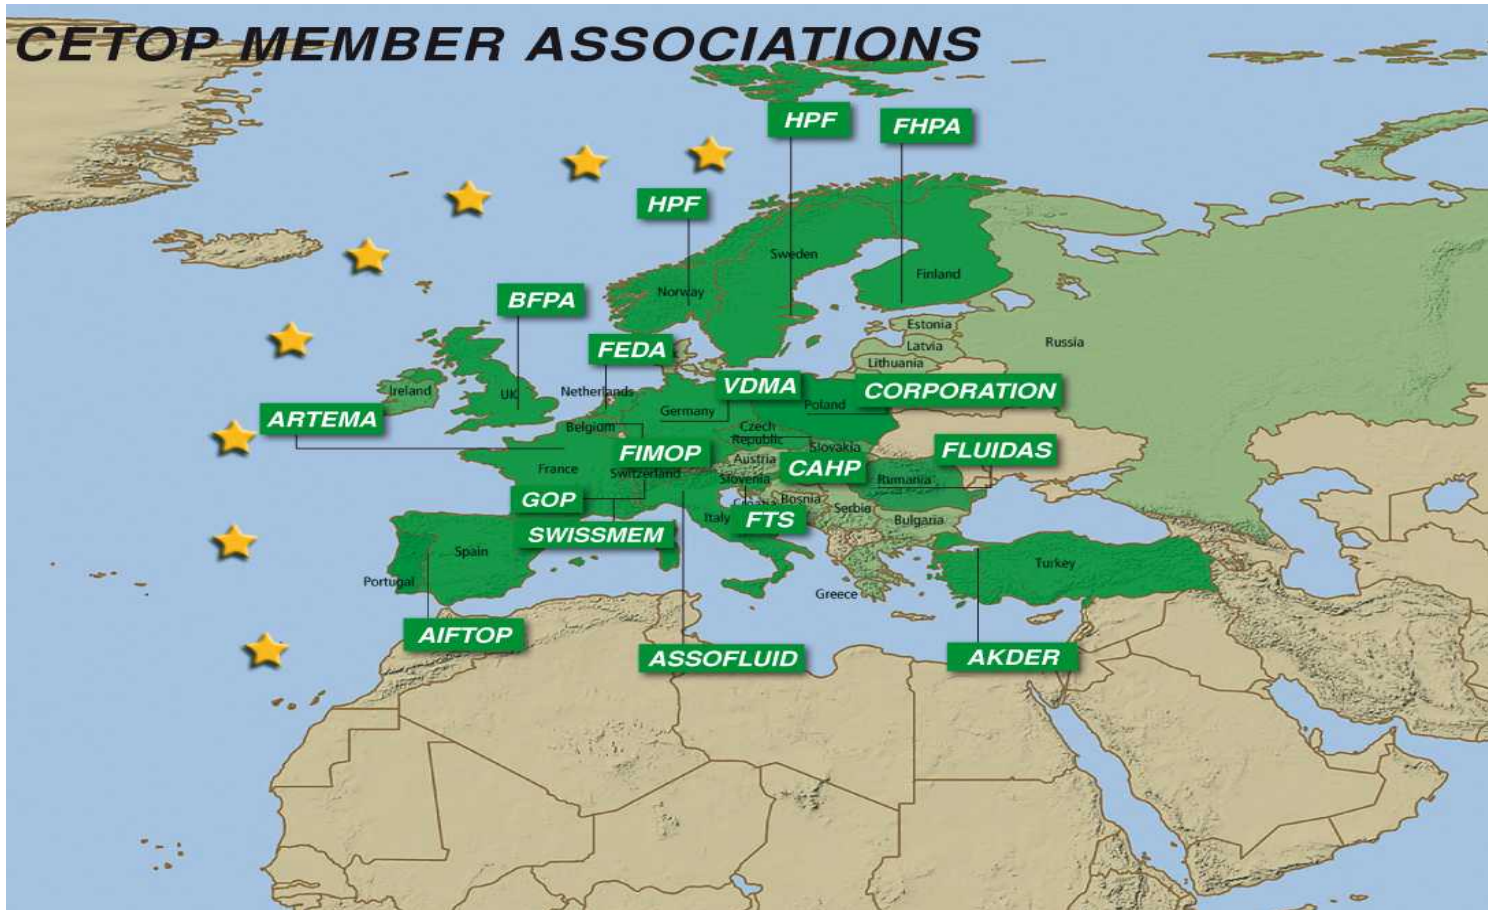 CETOP MEMBER ASSOCIATIONS
HPF
FHPA
HPF
Sweden
Finland
Norway
BFPA
Estonia
Latvia
Russia
FEDA
Lithuania
VDMA
CORPORATION
Ireland
UK
Netherlands
Germany
Poland
ARTEMA
Belgium
Czech
Republic
Slovakia
FIMOP
FLUIDAS
Austria
CAHP
France
Switzerland
Slovenia
Rumania
GOP
Croatia
Bosnia
Serbia
SWISSMEM
Italy
FTS
Bulgaria
Spain
Portugal
Turkey
Greece
AIFTOP
ASSOFLUID
AKDER